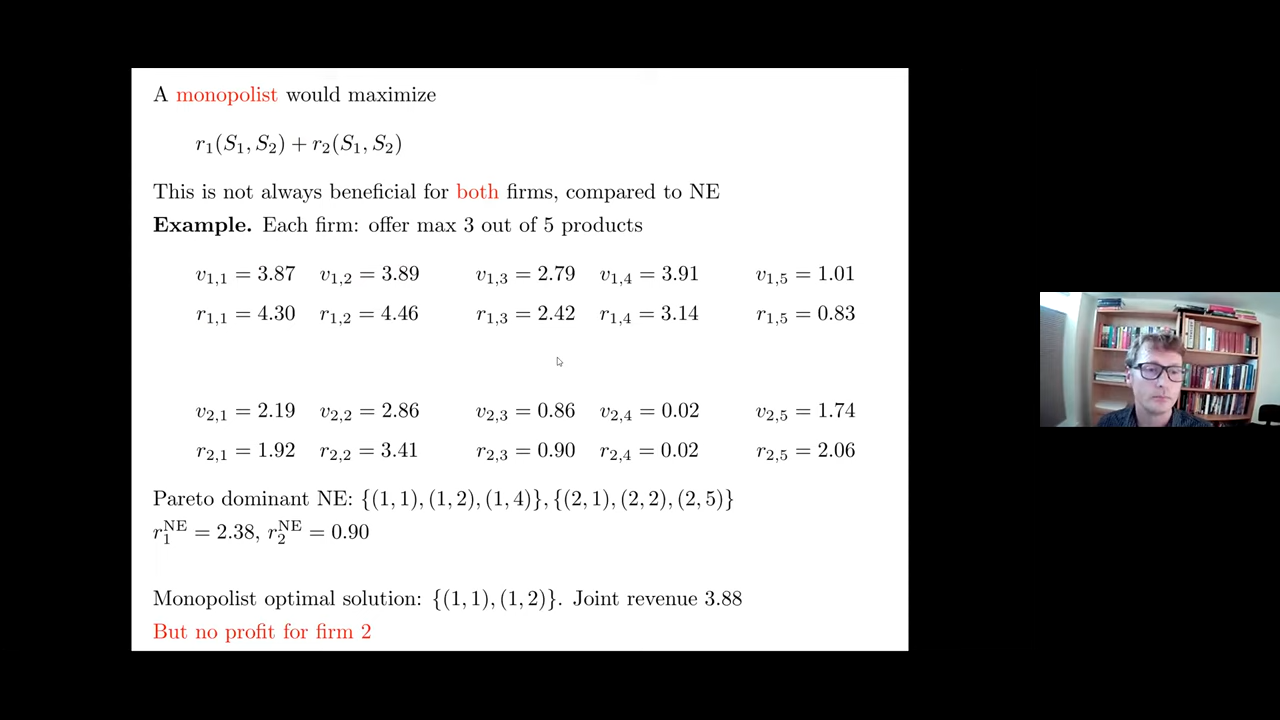 A monopolist would maximize
r₁(S₁, S₂) + r₂(S₁, S₂)
This is not always beneficial for both firms, compared to NE
Example. Each firm: offer max 3 out of 5 products
v₁,₁ = 3.87 v₁,₂ = 3.89 v₁,₃ = 2.79 v₁,₄ = 3.91 v₁,₅ = 1.01
r₁,₁ = 4.30 r₁,₂ = 4.46 r₁,₃ = 2.42 r₁,₄ = 3.14 r₁,₅ = 0.83
v₂,₁ = 2.19 v₂,₂ = 2.86 v₂,₃ = 0.86 v₂,₄ = 0.02 v₂,₅ = 1.74
r₂,₁ = 1.92 r₂,₂ = 3.41 r₂,₃ = 0.90 r₂,₄ = 0.02 r₂,₅ = 2.06
Pareto dominant NE: {(1, 1), (1, 2), (1, 4)}, {(2, 1), (2, 2), (2, 5)}
r₁^NE = 2.38, r₂^NE = 0.90
Monopolist optimal solution: {(1, 1), (1, 2)}. Joint revenue 3.88
But no profit for firm 2